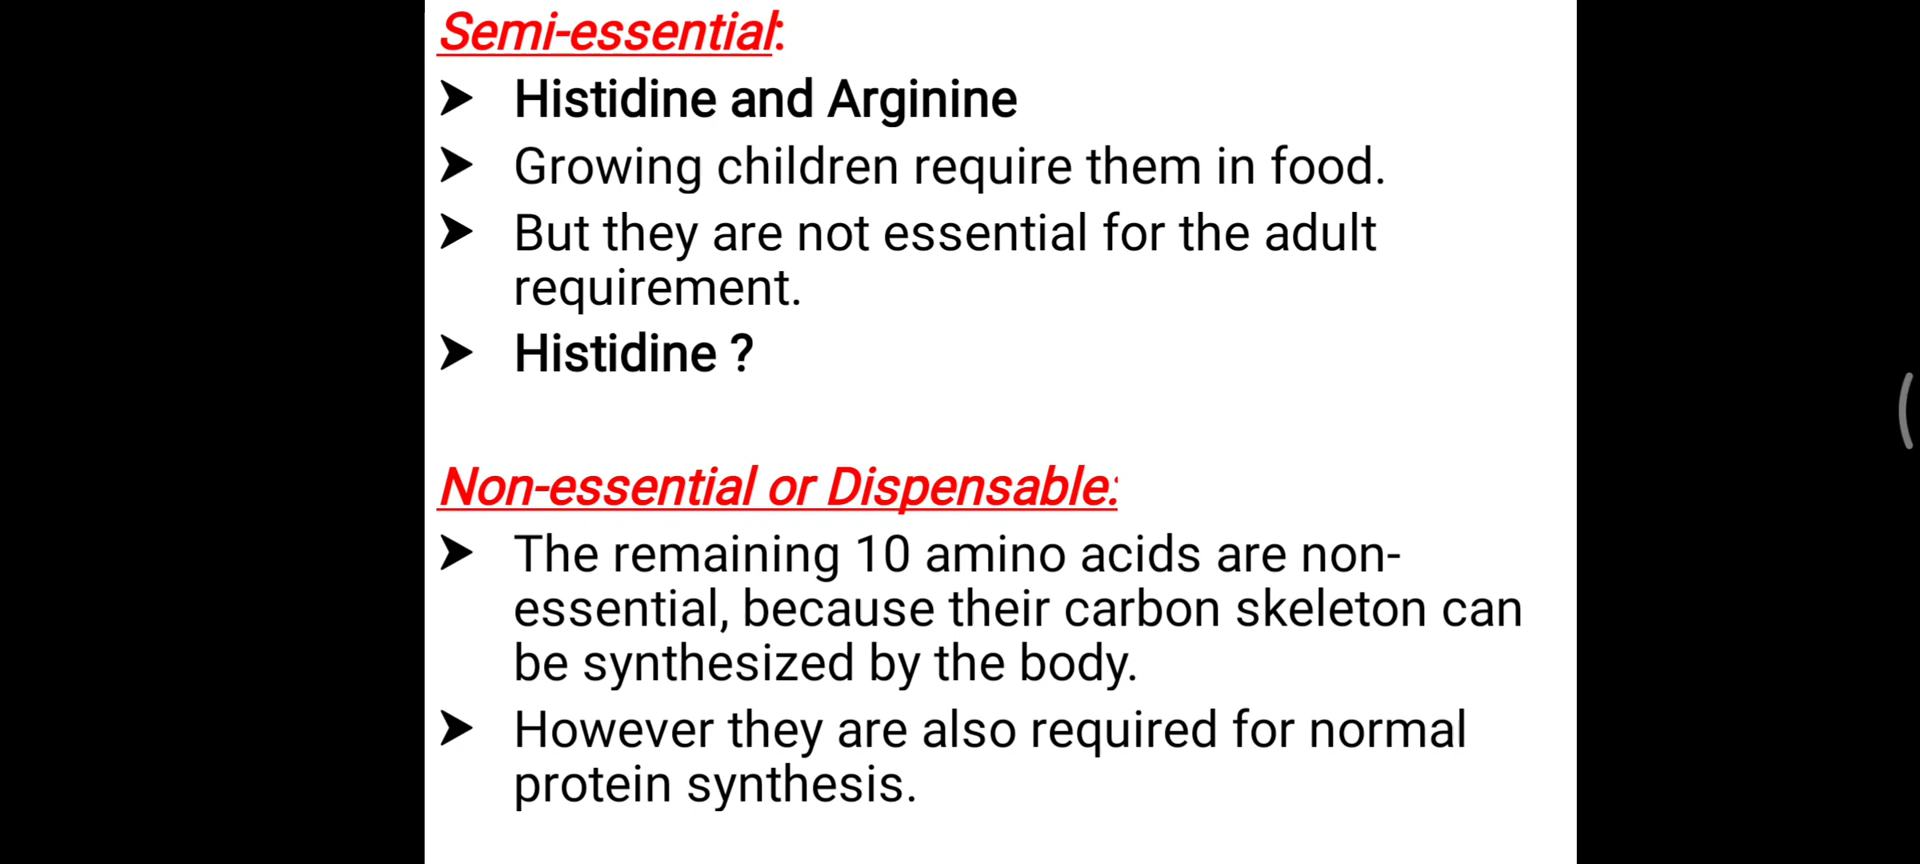 Semi-essential:
➤ Histidine and Arginine
➤ Growing children require them in food.
➤ But they are not essential for the adult
requirement.
➤ Histidine ?
Non-essential or Dispensable:
➤ The remaining 10 amino acids are non-
essential, because their carbon skeleton can
be synthesized by the body.
➤ However they are also required for normal
protein synthesis.